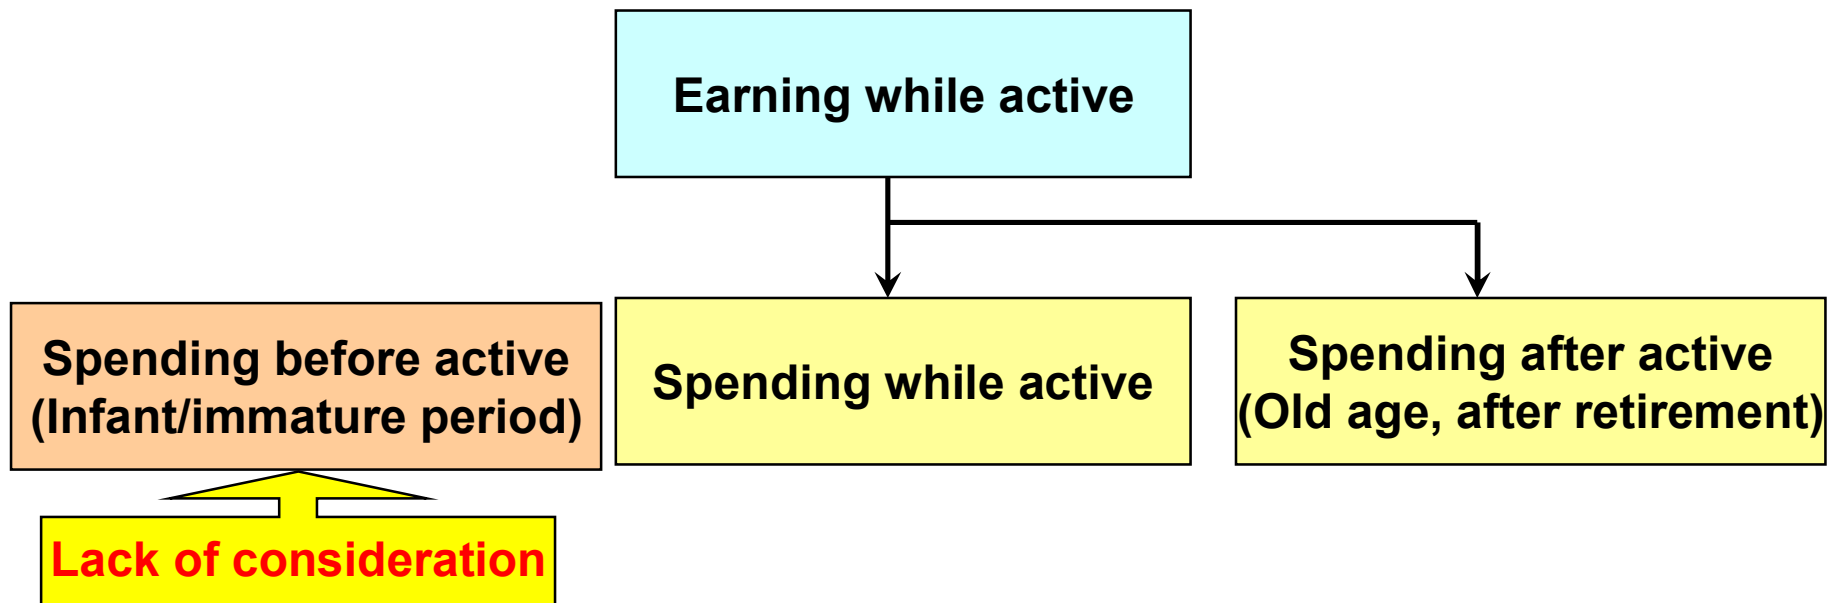 Earning while active
Spending before active
(Infant/immature period)
Spending while active
Spending after active
(Old age, after retirement)
Lack of consideration